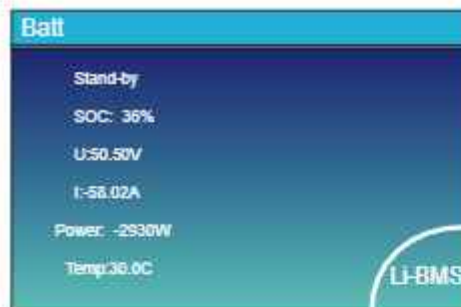 Batt
Stand-by
SOC: 36%
U:50.50V
I:-58.02A
Power: -2930W
Temp:30.0C
Li-BMS